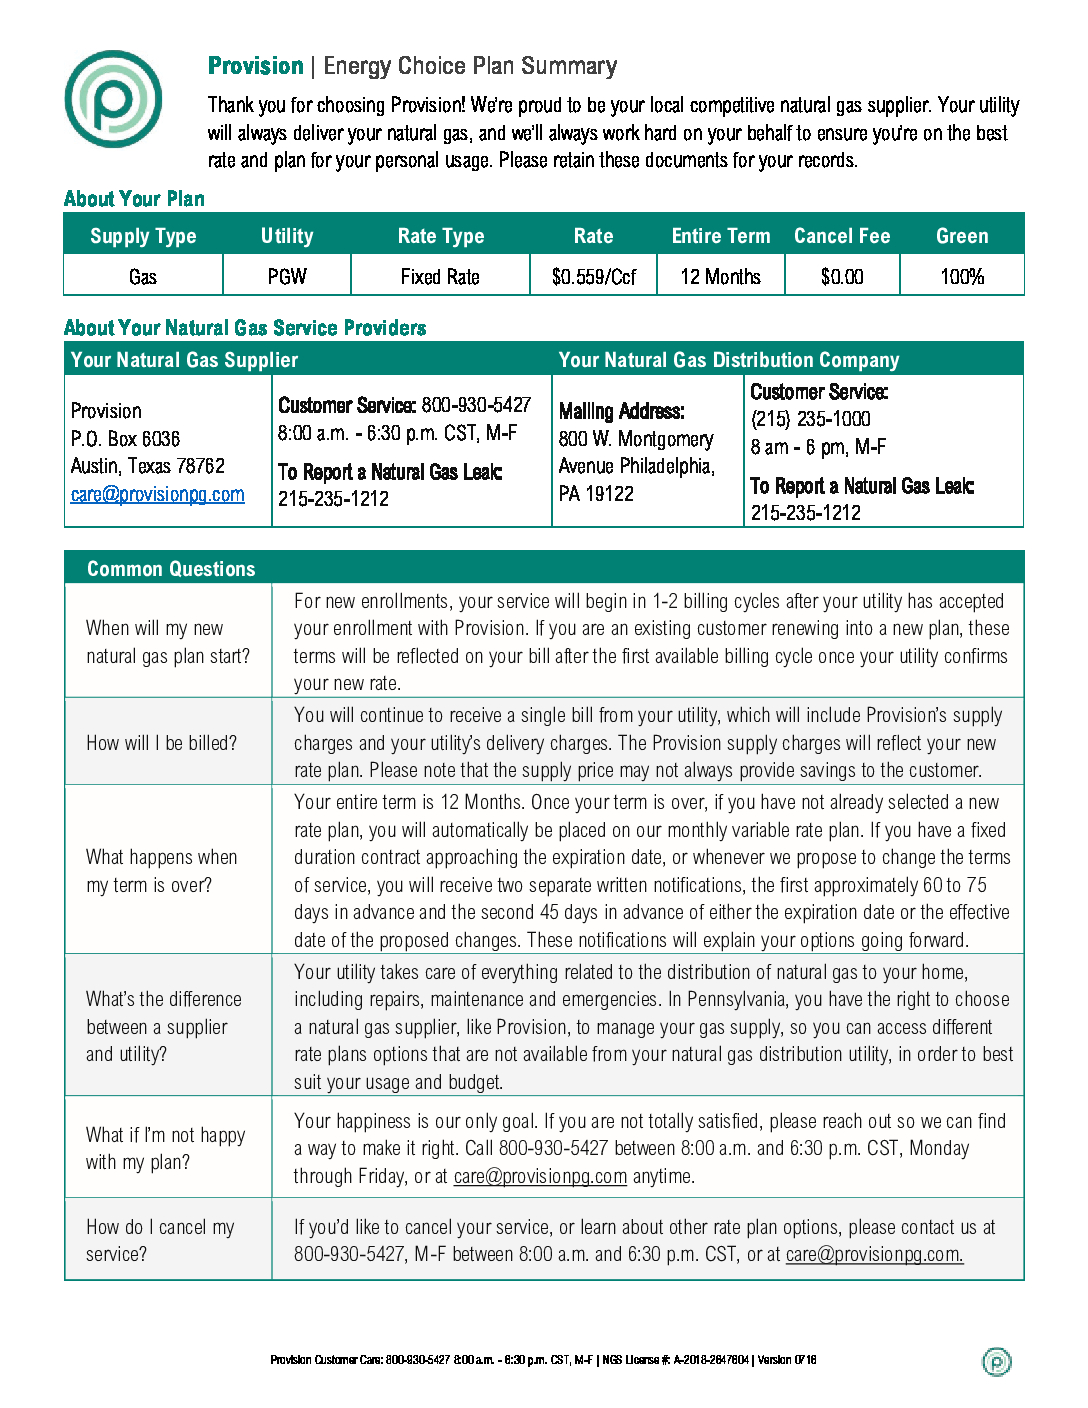 Provision | Energy Choice Plan Summary
Thank you for choosing Provision! We're proud to be your local competitive natural gas supplier. Your utility
will always deliver your natural gas, and we'll always work hard on your behalf to ensure you're on the best
rate and plan for your personal usage. Please retain these documents for your records.
About Your Plan
Supply Type Utility Rate Type Rate Entire Term Cancel Fee Green
Gas PGW Fixed Rate $0.559/Ccf 12 Months $0.00 100%
About Your Natural Gas Service Providers
Your Natural Gas Supplier Your Natural Gas Distribution Company
Provision
P.O. Box 6036
Austin, Texas 78762
care@provisionpg.com
Customer Service: 800-930-5427
8:00 a.m. - 6:30 p.m. CST, M-F
To Report a Natural Gas Leak:
215-235-1212
Mailing Address:
800 W. Montgomery
Avenue Philadelphia,
PA 19122
Customer Service:
(215) 235-1000
8 am - 6 pm, M-F
To Report a Natural Gas Leak:
215-235-1212
Common Questions
When will my new
natural gas plan start?
For new enrollments, your service will begin in 1-2 billing cycles after your utility has accepted
your enrollment with Provision. If you are an existing customer renewing into a new plan, these
terms will be reflected on your bill after the first available billing cycle once your utility confirms
your new rate.
How will I be billed?
You will continue to receive a single bill from your utility, which will include Provision's supply
charges and your utility's delivery charges. The Provision supply charges will reflect your new
rate plan. Please note that the supply price may not always provide savings to the customer.
What happens when
my term is over?
Your entire term is 12 Months. Once your term is over, if you have not already selected a new
rate plan, you will automatically be placed on our monthly variable rate plan. If you have a fixed
duration contract approaching the expiration date, or whenever we propose to change the terms
of service, you will receive two separate written notifications, the first approximately 60 to 75
days in advance and the second 45 days in advance of either the expiration date or the effective
date of the proposed changes. These notifications will explain your options going forward.
What's the difference
between a supplier
and utility?
Your utility takes care of everything related to the distribution of natural gas to your home,
including repairs, maintenance and emergencies. In Pennsylvania, you have the right to choose
a natural gas supplier, like Provision, to manage your gas supply, so you can access different
rate plans options that are not available from your natural gas distribution utility, in order to best
suit your usage and budget.
What if I'm not happy
with my plan?
Your happiness is our only goal. If you are not totally satisfied, please reach out so we can find
a way to make it right. Call 800-930-5427 between 8:00 a.m. and 6:30 p.m. CST, Monday
through Friday, or at care@provisionpg.com anytime.
How do I cancel my
service?
If you'd like to cancel your service, or learn about other rate plan options, please contact us at
800-930-5427, M-F between 8:00 a.m. and 6:30 p.m. CST, or at care@provisionpg.com.
Provision Customer Care: 800-930-5427 8:00 a.m. - 6:30 p.m. CST, M-F | NGS License #: A-2018-2647604 | Version 0716